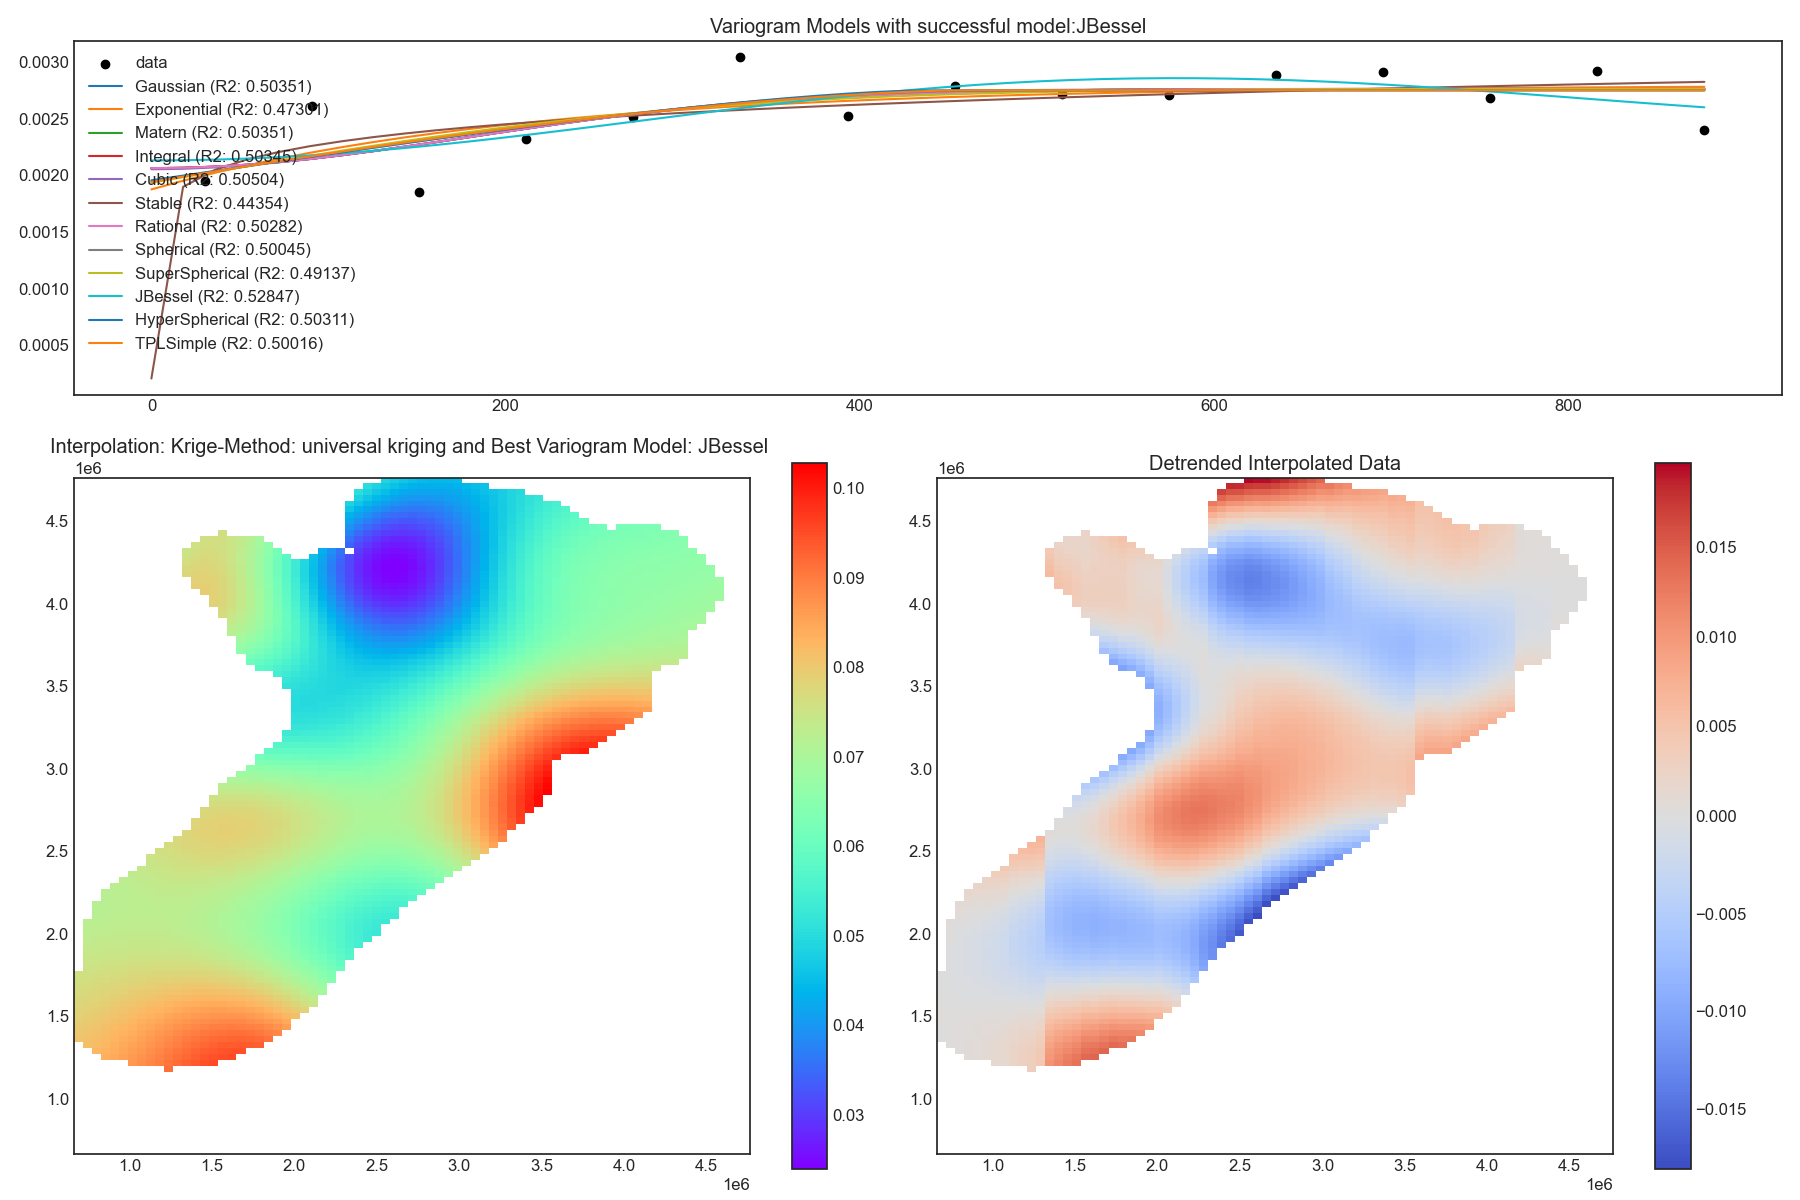 Variogram Models with successful model:JBessel
0.0030
0.0025
0.0020
0.0015
0.0010
0.0005
data
Gaussian (R2: 0.50351)
Exponential (R2: 0.47301)
Matern (R2: 0.50351)
Integral (R2: 0.50345)
Cubic (R2: 0.50504)
Stable (R2: 0.44354)
Rational (R2: 0.50282)
Spherical (R2: 0.50045)
SuperSpherical (R2: 0.49137)
JBessel (R2: 0.52847)
HyperSpherical (R2: 0.50311)
TPLSimple (R2: 0.50016)
0 200 400 600 800
Interpolation: Krige-Method: universal kriging and Best Variogram Model: JBessel
1e6
4.5
4.0
3.5
3.0
2.5
2.0
1.5
1.0
1.0 1.5 2.0 2.5 3.0 3.5 4.0 4.5
1e6
0.10
0.09
0.08
0.07
0.06
0.05
0.04
0.03
Detrended Interpolated Data
1e6
4.5
4.0
3.5
3.0
2.5
2.0
1.5
1.0
1.0 1.5 2.0 2.5 3.0 3.5 4.0 4.5
1e6
0.015
0.010
0.005
0.000
−0.005
−0.010
−0.015